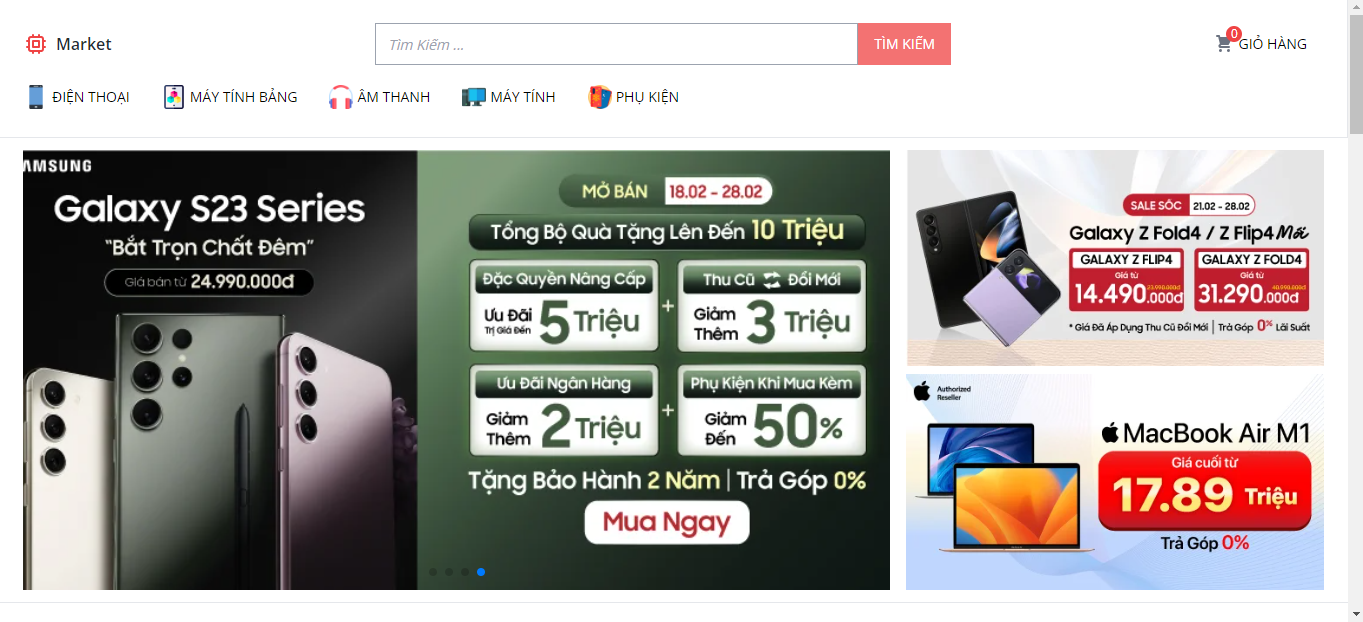 Market
Tìm Kiếm ...
TÌM KIẾM
0
GIỎ HÀNG
ĐIỆN THOẠI
MÁY TÍNH BẢNG
ÂM THANH
MÁY TÍNH
PHỤ KIỆN
AMSUNG
Galaxy S23 Series
“Bắt Trọn Chất Đêm”
Giá bán từ 24.990.000đ
MỞ BÁN 18.02 - 28.02
Tổng Bộ Quà Tặng Lên Đến 10 Triệu
Đặc Quyền Nâng Cấp
Ưu Đãi
Trị Giá Đến
5 Triệu
+
Thu Cũ Đổi Mới
Giảm
Thêm
3 Triệu
Ưu Đãi Ngân Hàng
Giảm
Thêm
2 Triệu
+
Phụ Kiện Khi Mua Kèm
Giảm
Đến
50%
Tặng Bảo Hành 2 Năm | Trả Góp 0%
Mua Ngay
SALE SỐC 21.02 - 28.02
Galaxy Z Fold4 / Z Flip4 Mới
GALAXY Z FLIP4
Giá từ
23.990.000đ
14.490.000đ
GALAXY Z FOLD4
Giá từ
40.990.000đ
31.290.000đ
* Giá Đã Áp Dụng Thu Cũ Đổi Mới | Trả Góp 0% Lãi Suất
Authorized
Reseller
MacBook Air M1
Giá cuối từ
17.89 Triệu
Trả Góp 0%